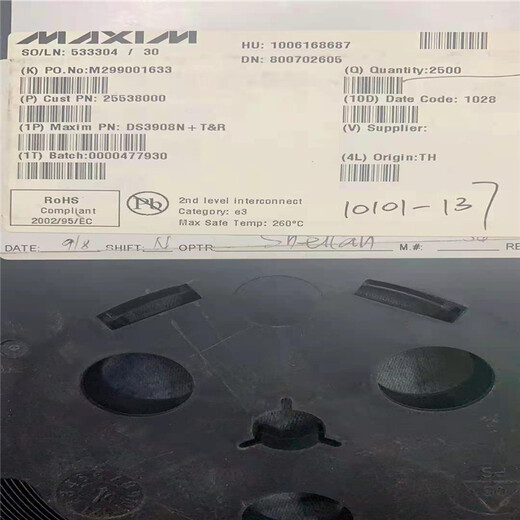 MAXIM
SO/LN: 533304 / 30
HU: 1006168687
DN: 800702605
(K) PO.No:M299001633
(Q) Quantity:2500
(P) Cust PN: 25538000
(10D) Date Code: 1028
(1P) Maxim PN: DS3908N+T&R
(V) Supplier:
(1T) Batch:0000477930
(4L) Origin:TH
RoHS
Compliant
2002/95/EC
Pb
2nd level interconnect
Category: e3
Max Safe Temp: 260°C
10101-137
DATE: 9/8 SHIFT: N OPTR M.#: RE